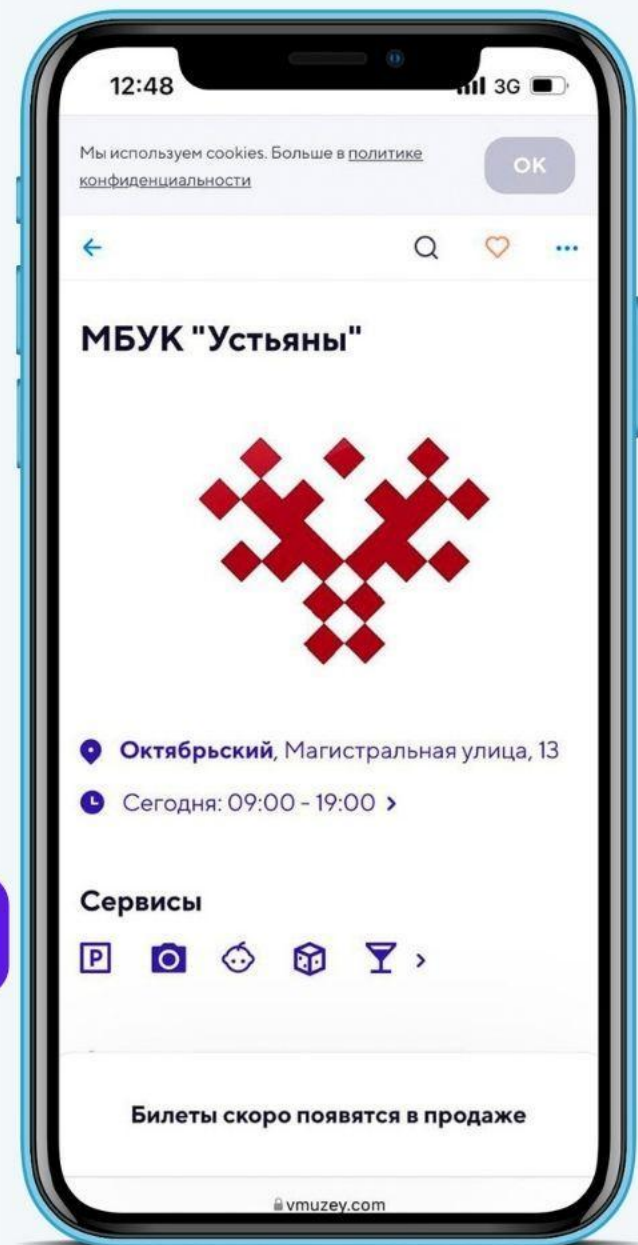 12:48
3G
Мы используем cookies. Больше в политике
конфиденциальности
ОК
МБУК "Устьяны"
Октябрьский, Магистральная улица, 13
Сегодня: 09:00 - 19:00 >
Сервисы
P
Билеты скоро появятся в продаже
vmuzey.com